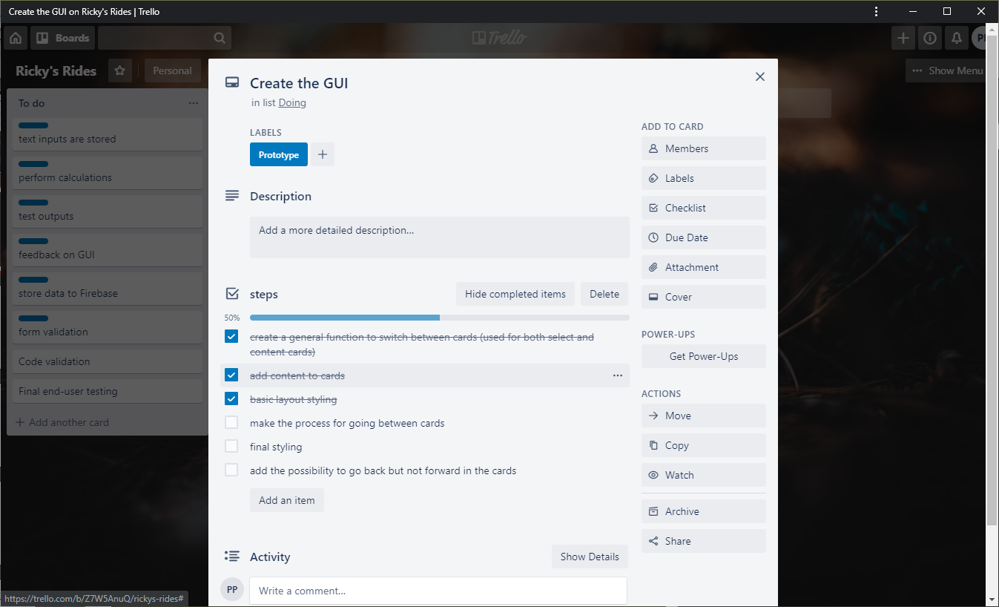 Create the GUI on Ricky's Rides | Trello
Boards
Trello
Ricky's Rides
Personal
Show Menu
To do
text inputs are stored
perform calculations
test outputs
feedback on GUI
store data to Firebase
form validation
Code validation
Final end-user testing
+ Add another card
Create the GUI
in list Doing
LABELS
Prototype
+
Description
Add a more detailed description...
steps
Hide completed items
Delete
50%
create a general function to switch between cards (used for both select and
content cards)
add content to cards
basic layout styling
make the process for going between cards
final styling
add the possibility to go back but not forward in the cards
Add an item
Activity
Show Details
PP
Write a comment...
ADD TO CARD
Members
Labels
Checklist
Due Date
Attachment
Cover
POWER-UPS
Get Power-Ups
ACTIONS
Move
Copy
Watch
Archive
Share
https://trello.com/b/Z7W5AnuQ/rickys-rides#